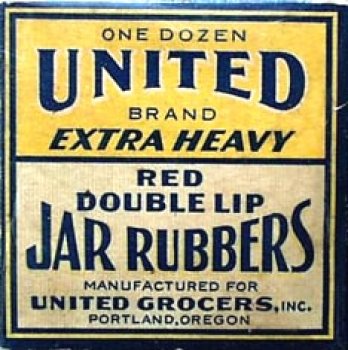 ONE DOZEN
UNITED
BRAND
EXTRA HEAVY
RED
DOUBLE LIP
JAR RUBBERS
MANUFACTURED FOR
UNITED GROCERS, INC.
PORTLAND, OREGON